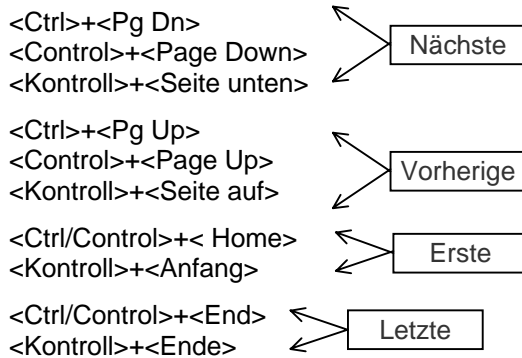 <Ctrl>+<Pg Dn>
<Control>+<Page Down>
<Kontroll>+<Seite unten>
Nächste
<Ctrl>+<Pg Up>
<Control>+<Page Up>
<Kontroll>+<Seite auf>
Vorherige
<Ctrl/Control>+< Home>
<Kontroll>+<Anfang>
Erste
<Ctrl/Control>+<End>
<Kontroll>+<Ende>
Letzte